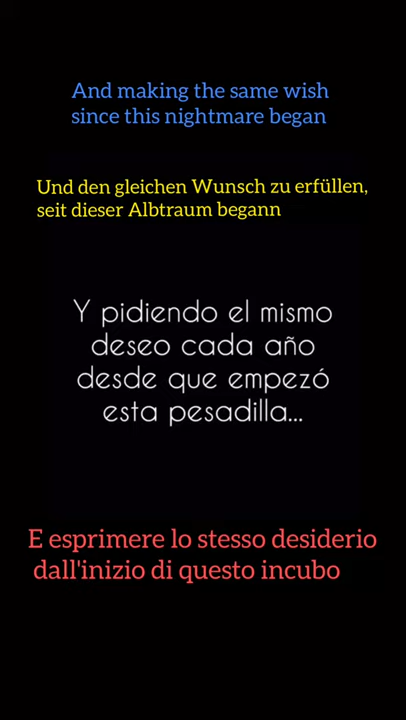 And making the same wish
since this nightmare began
Und den gleichen Wunsch zu erfüllen,
seit dieser Albtraum begann
Y pidiendo el mismo
deseo cada año
desde que empezó
esta pesadilla...
E esprimere lo stesso desiderio
dall'inizio di questo incubo